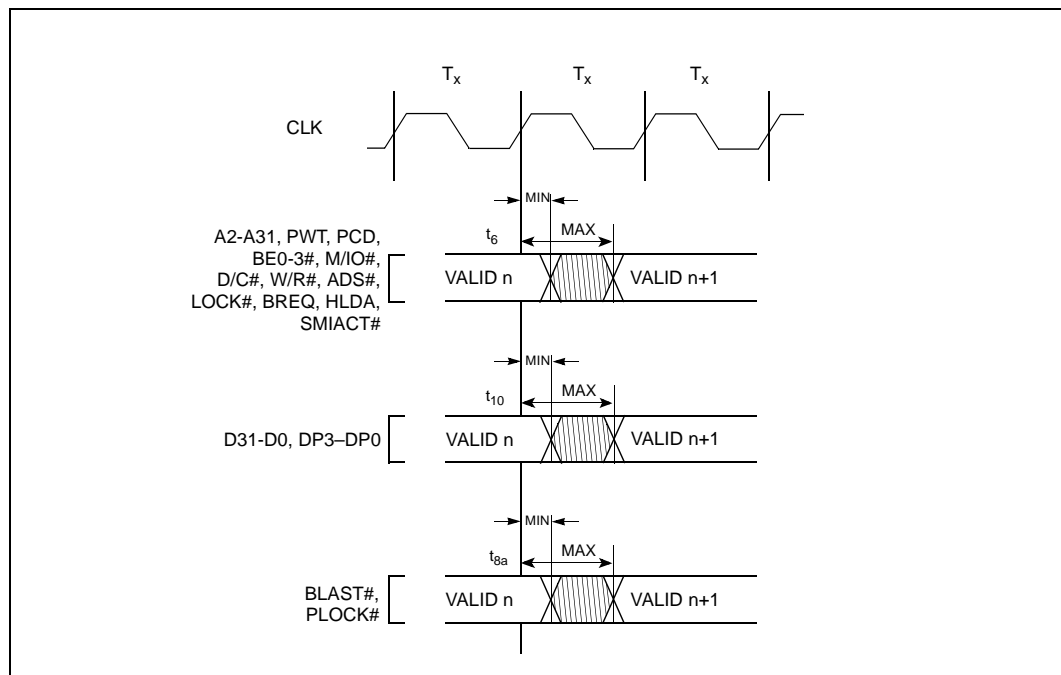 Tx Tx Tx
CLK
MIN
t6 MAX
A2-A31, PWT, PCD,
BE0-3#, M/IO#,
D/C#, W/R#, ADS#,
LOCK#, BREQ, HLDA,
SMIACT#
VALID n VALID n+1
MIN
t10 MAX
D31-D0, DP3–DP0
VALID n VALID n+1
MIN
t8a MAX
BLAST#,
PLOCK#
VALID n VALID n+1